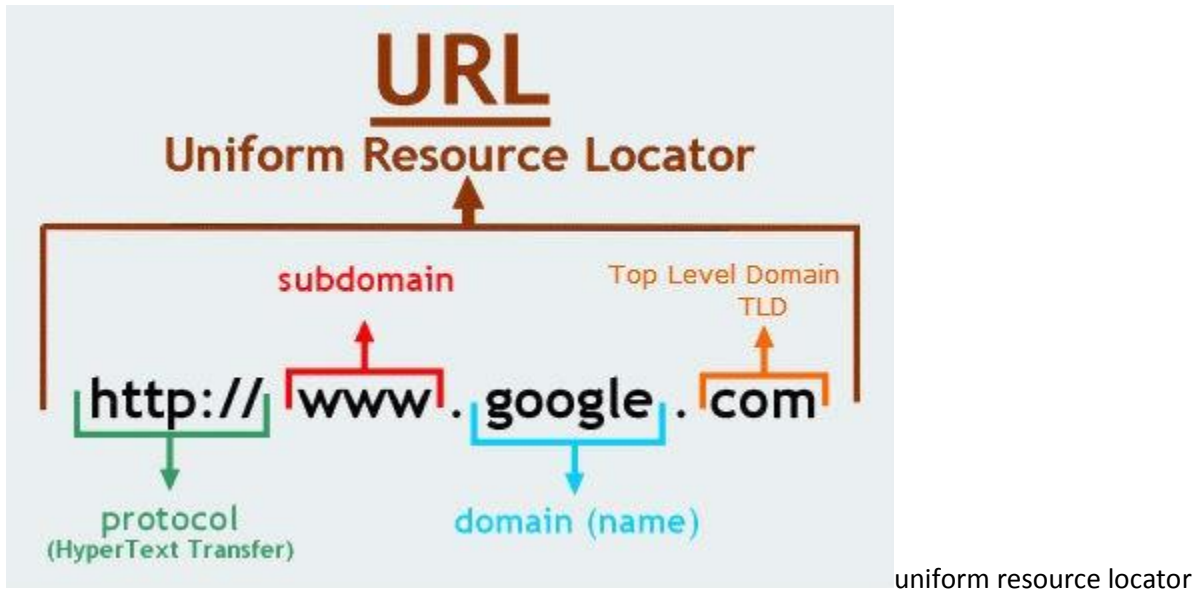 URL
Uniform Resource Locator
subdomain
Top Level Domain
TLD
http:// www . google . com
protocol
(HyperText Transfer)
domain (name)
uniform resource locator